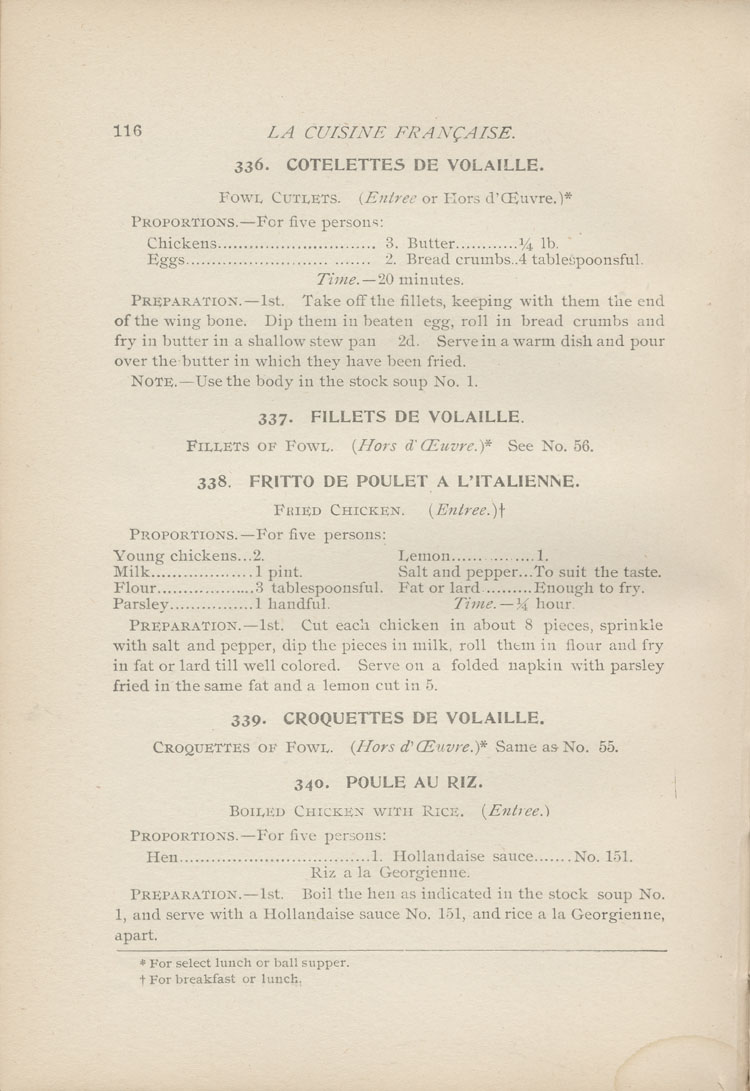 116 LA CUISINE FRANÇAISE.
336. COTELETTES DE VOLAILLE.
FOWL CUTLETS. (Entree or Hors d'Œuvre.)*
PROPORTIONS.—For five persons:
Chickens............................. 3. Butter............¼ lb.
Eggs.......................... ....... 2. Bread crumbs..4 tablespoonsful.
Time.—20 minutes.
PREPARATION.—1st. Take off the fillets, keeping with them the end
of the wing bone. Dip them in beaten egg, roll in bread crumbs and
fry in butter in a shallow stew pan 2d. Serve in a warm dish and pour
over the butter in which they have been fried.
NOTE.—Use the body in the stock soup No. 1.
337. FILLETS DE VOLAILLE.
FILLETS OF FOWL. (Hors d'Œuvre.)* See No. 56.
338. FRITTO DE POULET A L'ITALIENNE.
FRIED CHICKEN. (Entree.)†
PROPORTIONS.—For five persons:
Young chickens...2. Lemon................1.
Milk...................1 pint. Salt and pepper...To suit the taste.
Flour...................3 tablespoonsful. Fat or lard .........Enough to fry.
Parsley................1 handful. Time.—¼ hour
PREPARATION.—1st. Cut each chicken in about 8 pieces, sprinkle
with salt and pepper, dip the pieces in milk, roll them in flour and fry
in fat or lard till well colored. Serve on a folded napkin with parsley
fried in the same fat and a lemon cut in 5.
339. CROQUETTES DE VOLAILLE.
CROQUETTES OF FOWL. (Hors d'Œuvre.)* Same as No. 55.
340. POULE AU RIZ.
BOILED CHICKEN WITH RICE. (Entree.)
PROPORTIONS.—For five persons:
Hen....................................1. Hollandaise sauce.......No. 151.
Riz a la Georgienne.
PREPARATION.—1st. Boil the hen as indicated in the stock soup No.
1, and serve with a Hollandaise sauce No. 151, and rice a la Georgienne,
apart.
* For select lunch or ball supper.
† For breakfast or lunch.